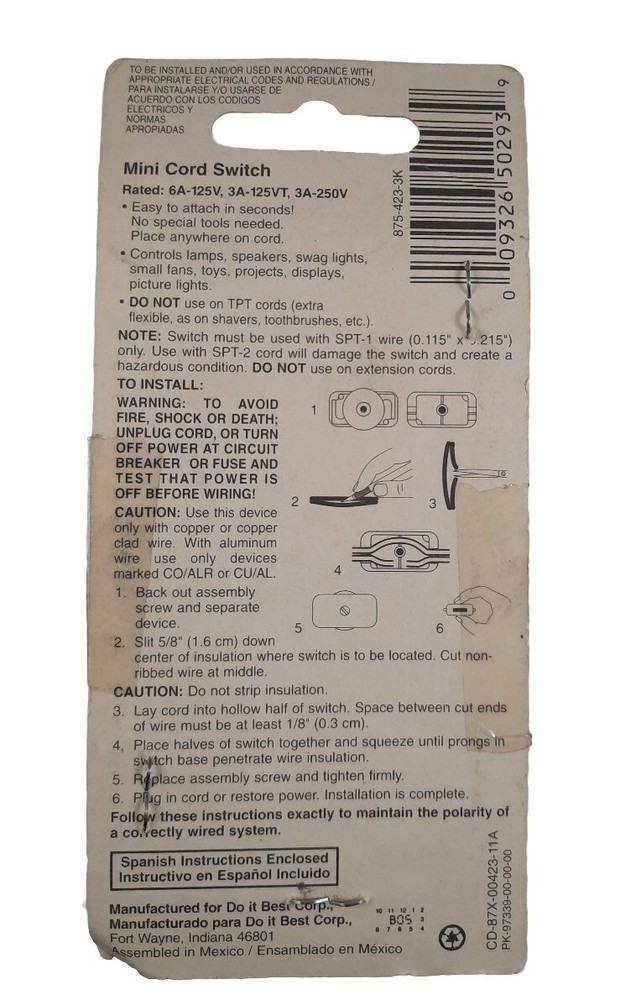 TO BE INSTALLED AND/OR USED IN ACCORDANCE WITH
APPROPRIATE ELECTRICAL CODES AND REGULATIONS /
PARA INSTALARSE Y/O USARSE DE
ACUERDO CON LOS CODIGOS
ELECTRICOS Y
NORMAS
APROPIADAS
875-423-3K
0 09326 50293 9
Mini Cord Switch
Rated: 6A-125V, 3A-125VT, 3A-250V
• Easy to attach in seconds!
No special tools needed.
Place anywhere on cord.
• Controls lamps, speakers, swag lights,
small fans, toys, projects, displays,
picture lights.
• DO NOT use on TPT cords (extra
flexible, as on shavers, toothbrushes, etc.).
NOTE: Switch must be used with SPT-1 wire (0.115" x .215")
only. Use with SPT-2 cord will damage the switch and create a
hazardous condition. DO NOT use on extension cords.
TO INSTALL:
WARNING: TO AVOID
FIRE, SHOCK OR DEATH;
UNPLUG CORD, OR TURN
OFF POWER AT CIRCUIT
BREAKER OR FUSE AND
TEST THAT POWER IS
OFF BEFORE WIRING!
CAUTION: Use this device
only with copper or copper
clad wire. With aluminum
wire use only devices
marked CO/ALR or CU/AL.
1
2
3
4
5
6
1. Back out assembly
screw and separate
device.
2. Slit 5/8" (1.6 cm) down
center of insulation where switch is to be located. Cut non-
ribbed wire at middle.
CAUTION: Do not strip insulation.
3. Lay cord into hollow half of switch. Space between cut ends
of wire must be at least 1/8" (0.3 cm).
4. Place halves of switch together and squeeze until prongs in
switch base penetrate wire insulation.
5. Replace assembly screw and tighten firmly.
6. Plug in cord or restore power. Installation is complete.
Follow these instructions exactly to maintain the polarity of
a correctly wired system.
Spanish Instructions Enclosed
Instructivo en Español Incluido
Manufactured for Do it Best Corp.,
Manufacturado para Do it Best Corp.,
Fort Wayne, Indiana 46801
Assembled in Mexico / Ensamblado en México
10 11 12 1 2
B05 3
8 7 6 5 4
CD-87X-00423-11A
PK-97339-00-00-00